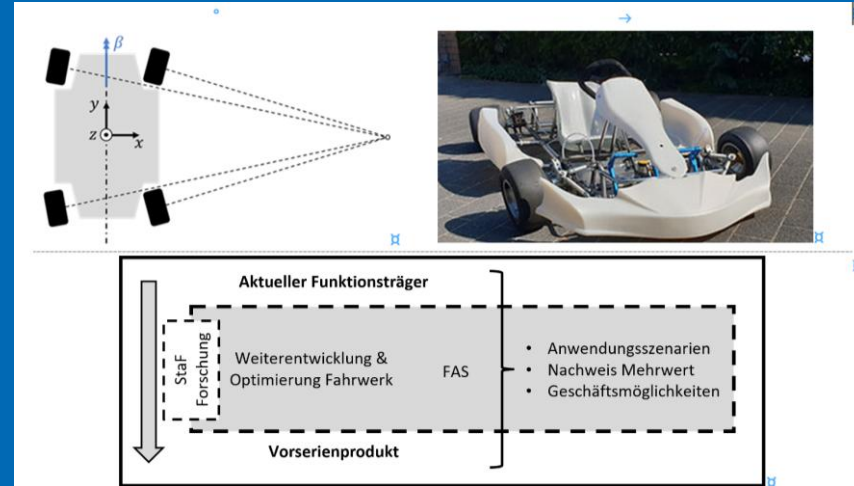 β
y
z
x
Aktueller Funktionsträger
StaF
Forschung
Weiterentwicklung &
Optimierung Fahrwerk
FAS
• Anwendungsszenarien
• Nachweis Mehrwert
• Geschäftsmöglichkeiten
Vorserienprodukt